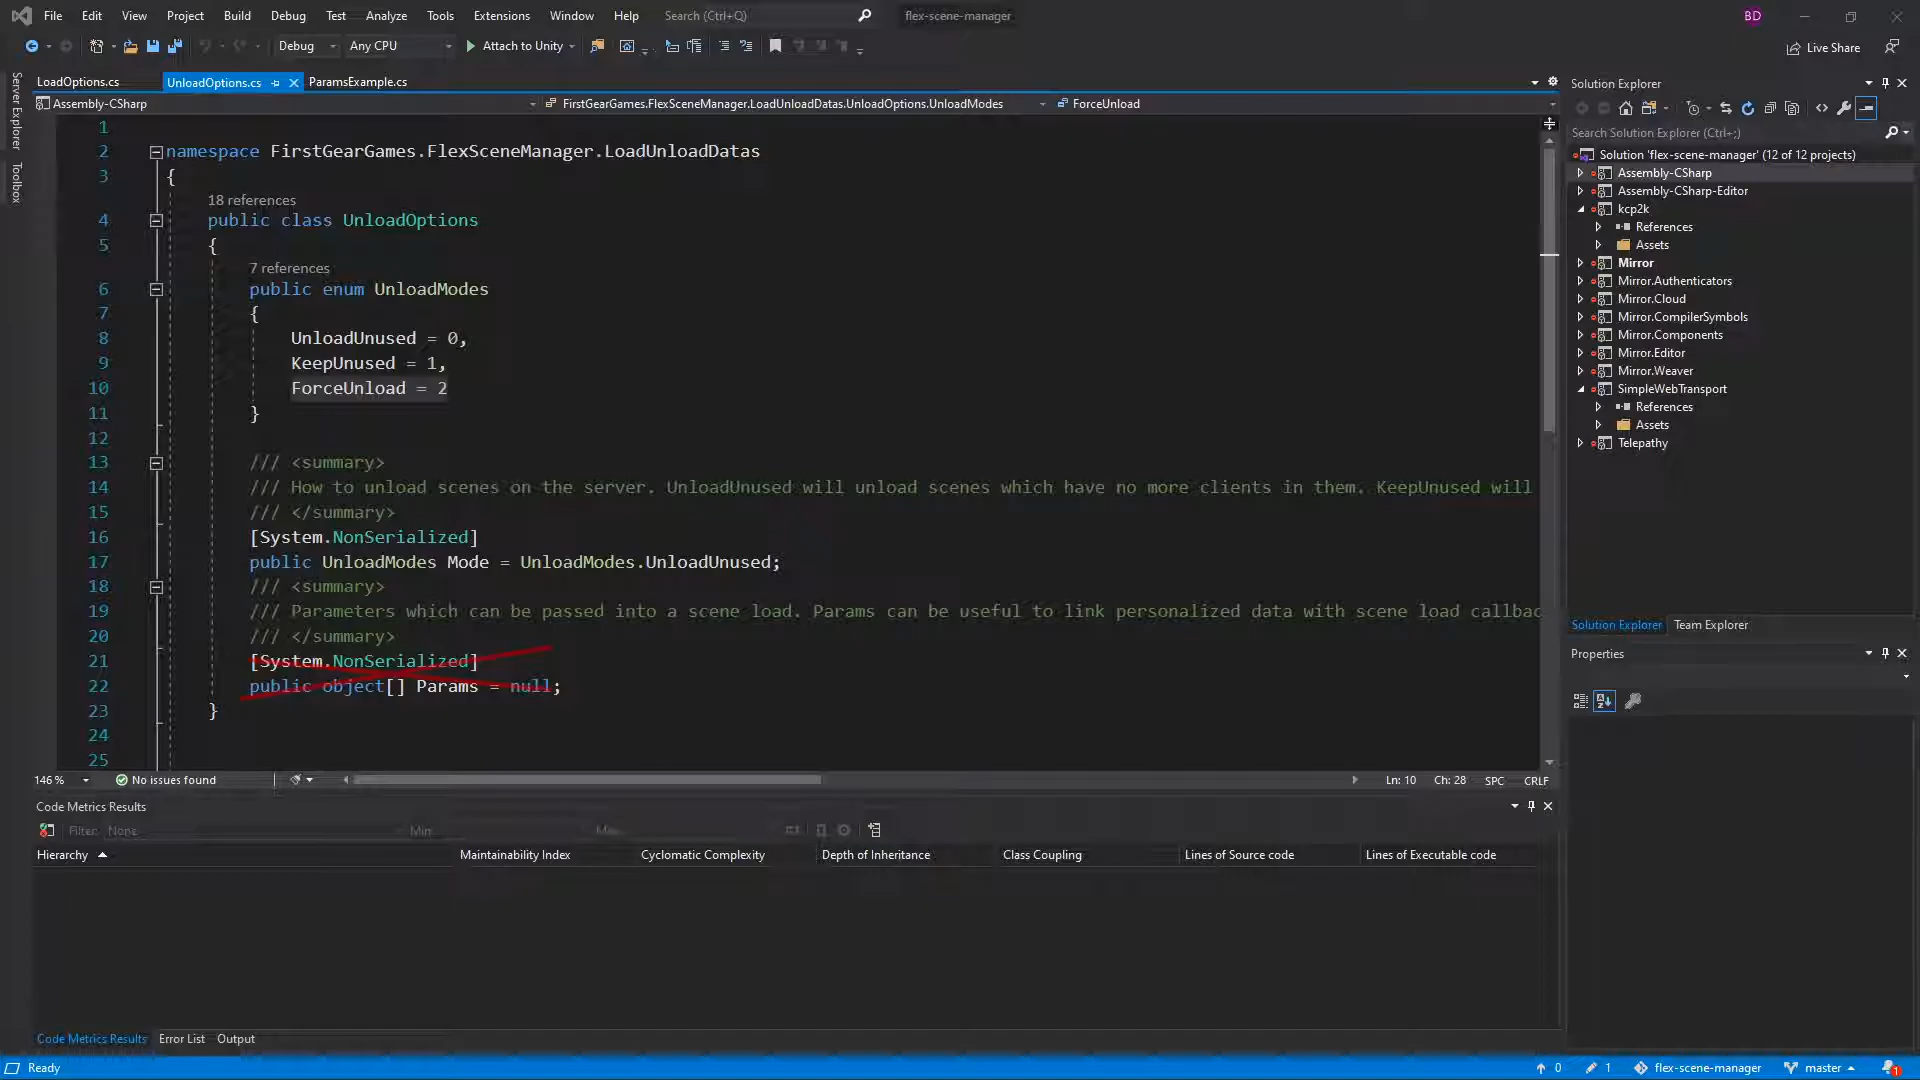 File Edit View Project Build Debug Test Analyze Tools Extensions Window Help Search (Ctrl+Q) flex-scene-manager BD
Debug Any CPU Attach to Unity Live Share
LoadOptions.cs UnloadOptions.cs ParamsExample.cs
Assembly-CSharp FirstGearGames.FlexSceneManager.LoadUnloadDatas.UnloadOptions.UnloadModes ForceUnload
Server Explorer
Toolbox
1
2 namespace FirstGearGames.FlexSceneManager.LoadUnloadDatas
3 {
18 references
4 public class UnloadOptions
5 {
7 references
6 public enum UnloadModes
7 {
8 UnloadUnused = 0,
9 KeepUnused = 1,
10 ForceUnload = 2
11 }
12
13 /// <summary>
14 /// How to unload scenes on the server. UnloadUnused will unload scenes which have no more clients in them. KeepUnused will
15 /// </summary>
16 [System.NonSerialized]
17 public UnloadModes Mode = UnloadModes.UnloadUnused;
18 /// <summary>
19 /// Parameters which can be passed into a scene load. Params can be useful to link personalized data with scene load callbac
20 /// </summary>
21 [System.NonSerialized]
22 public object[] Params = null;
23 }
24
25
146 % No issues found Ln: 10 Ch: 28 SPC CRLF
Code Metrics Results
Filter: None Min: Max:
Hierarchy Maintainability Index Cyclomatic Complexity Depth of Inheritance Class Coupling Lines of Source code Lines of Executable code
Code Metrics Results Error List Output
Solution Explorer
Search Solution Explorer (Ctrl+;)
Solution 'flex-scene-manager' (12 of 12 projects)
Assembly-CSharp
Assembly-CSharp-Editor
kcp2k
References
Assets
Mirror
Mirror.Authenticators
Mirror.Cloud
Mirror.CompilerSymbols
Mirror.Components
Mirror.Editor
Mirror.Weaver
SimpleWebTransport
References
Assets
Telepathy
Solution Explorer Team Explorer
Properties
Ready 0 1 flex-scene-manager master 1